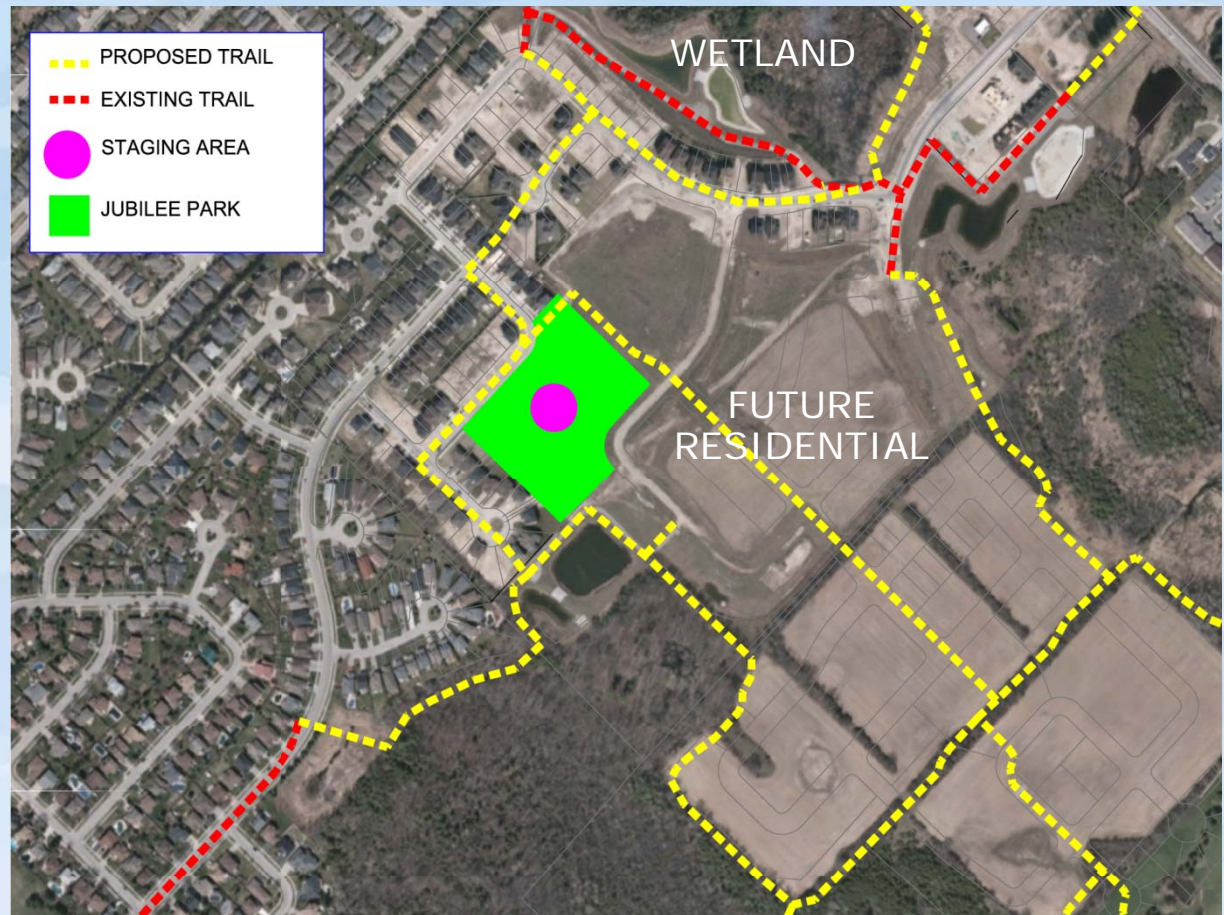 PROPOSED TRAIL
EXISTING TRAIL
STAGING AREA
JUBILEE PARK
WETLAND
FUTURE
RESIDENTIAL